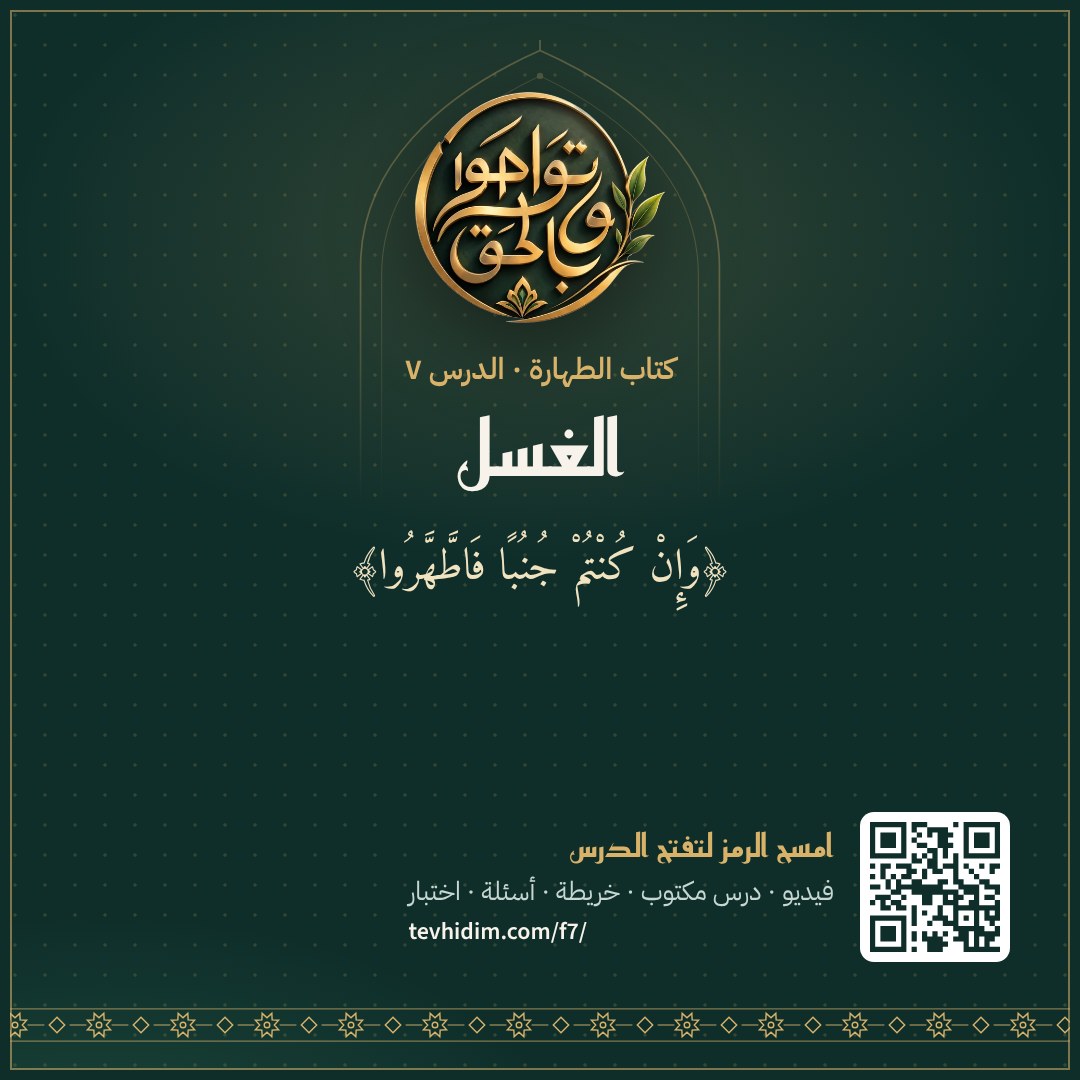 وتواصوا بالحق
كتاب الطهارة · الدرس ٧
الغسل
﴿وَإِنْ كُنْتُمْ جُنُبًا فَاطَّهَّرُوا﴾
امسح الرمز لتفتح الدرس
فيديو · درس مكتوب · خريطة · أسئلة · اختبار
tevhidim.com/f7/